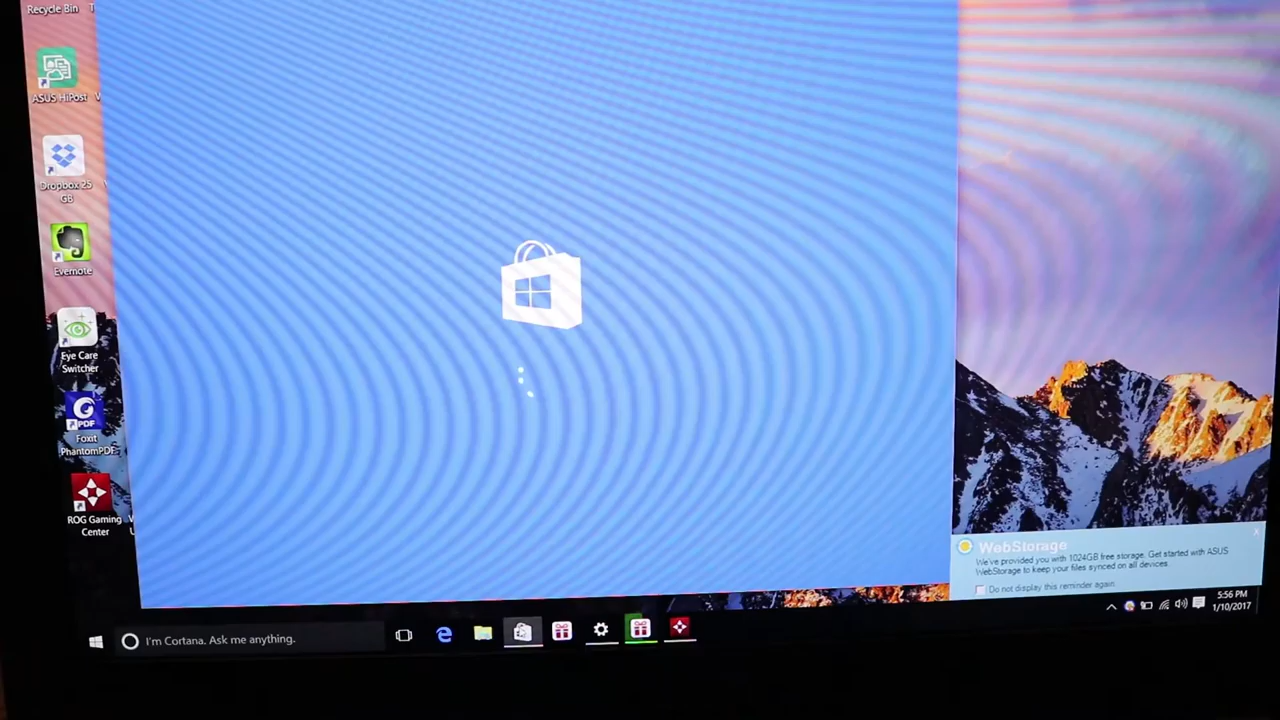 Recycle Bin
ASUS HiPost
Dropbox 25
GB
Evernote
Eye Care
Switcher
PDF
Foxit
PhantomPDF
ROG Gaming
Center
WebStorage
We've provided you with 1024GB free storage. Get started with ASUS
WebStorage to keep your files synced on all devices.
Do not display this reminder again.
I'm Cortana. Ask me anything.
5:56 PM
1/10/2017